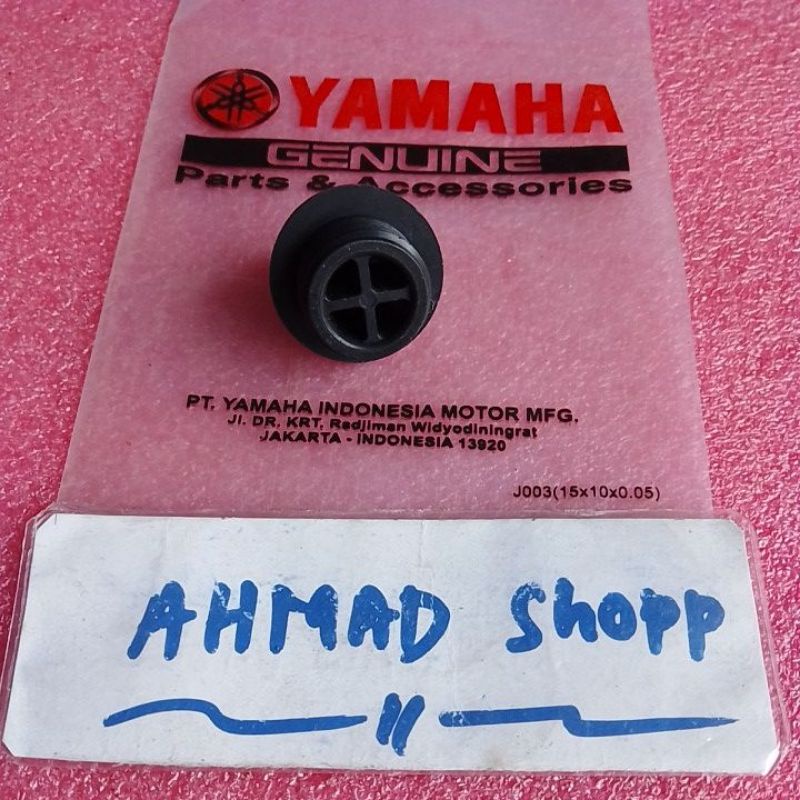 YAMAHA
GENUINE
Parts & Accessories
PT. YAMAHA INDONESIA MOTOR MFG.
Jl. DR. KRT. Radjiman Widyodiningrat
JAKARTA - INDONESIA 13920
J003(15x10x0.05)
AHMAD Shopp